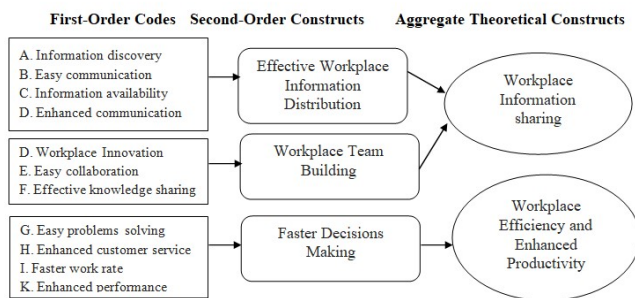 First-Order Codes Second-Order Constructs Aggregate Theoretical Constructs
A. Information discovery
B. Easy communication
C. Information availability
D. Enhanced communication
Effective Workplace
Information
Distribution
Workplace
Information
sharing
D. Workplace Innovation
E. Easy collaboration
F. Effective knowledge sharing
Workplace Team
Building
G. Easy problems solving
H. Enhanced customer service
I. Faster work rate
K. Enhanced performance
Faster Decisions
Making
Workplace
Efficiency and
Enhanced
Productivity